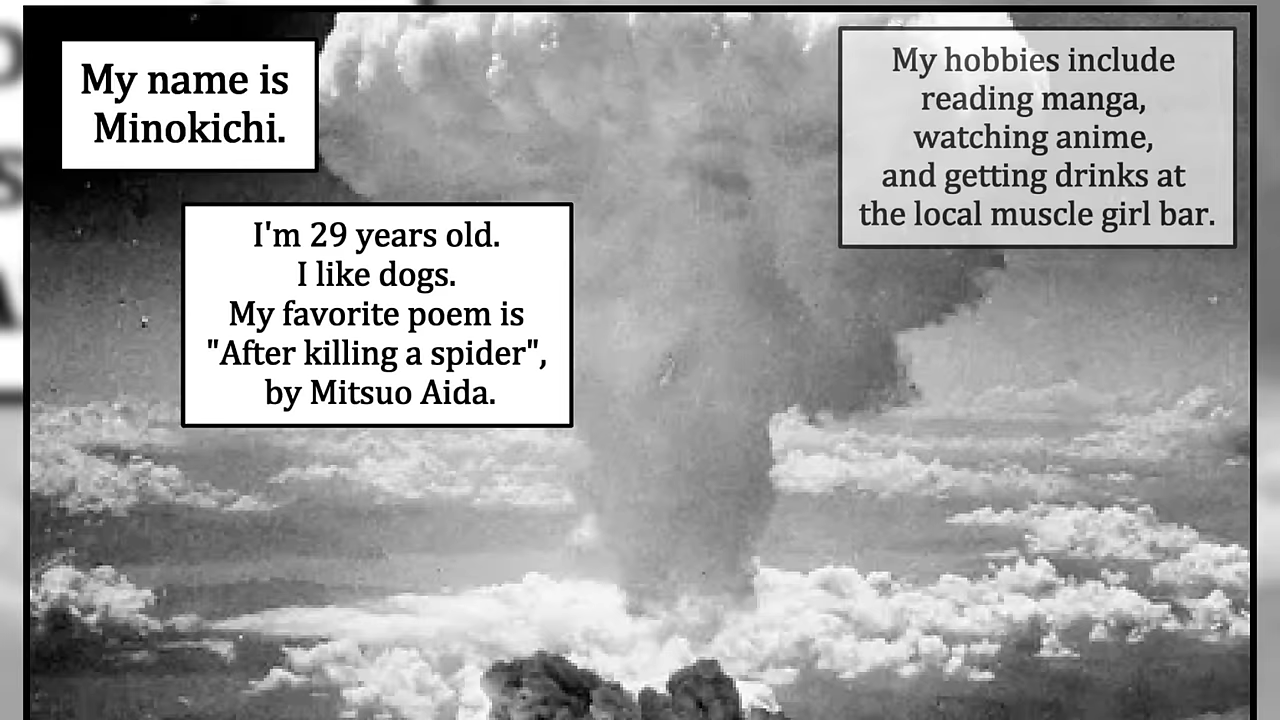 My name is
Minokichi.
I'm 29 years old.
I like dogs.
My favorite poem is
"After killing a spider",
by Mitsuo Aida.
My hobbies include
reading manga,
watching anime,
and getting drinks at
the local muscle girl bar.